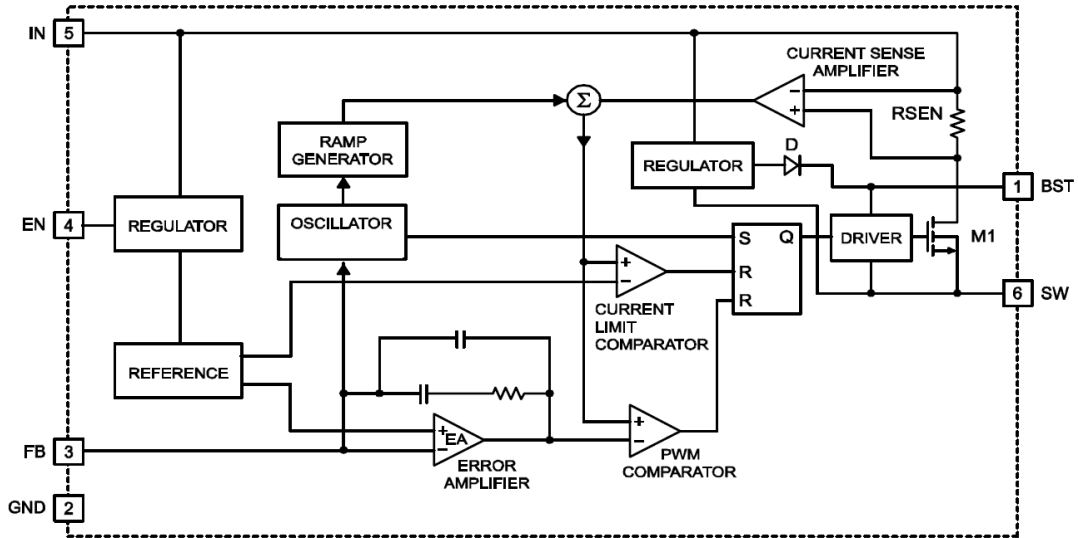 IN 5
CURRENT SENSE
AMPLIFIER
Σ
−
+
RSEN
RAMP
GENERATOR
REGULATOR
D
1 BST
EN 4
REGULATOR
OSCILLATOR
S Q
DRIVER
M1
+
−
R
R
6 SW
CURRENT
LIMIT
COMPARATOR
REFERENCE
+
−
EA
+
−
FB 3
ERROR
AMPLIFIER
PWM
COMPARATOR
GND 2